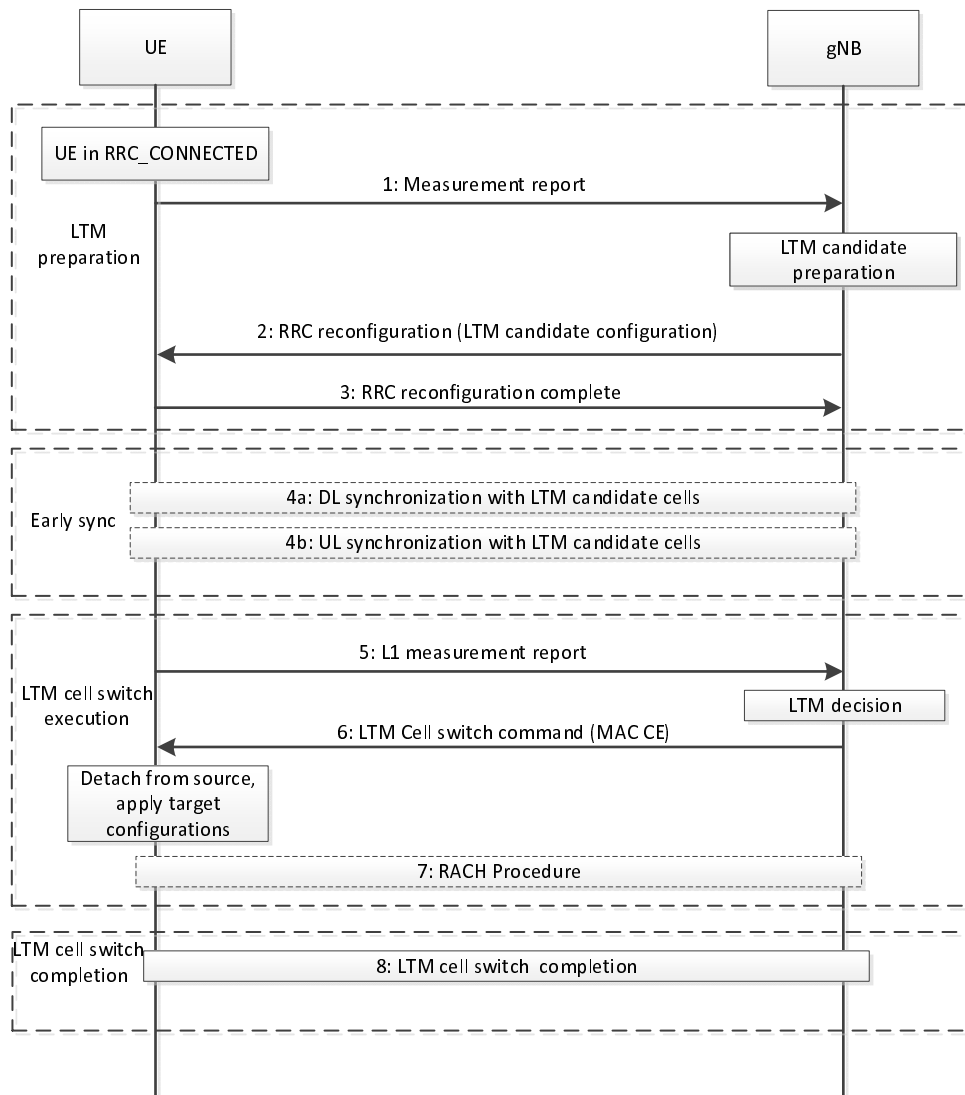 UE
gNB
UE in RRC_CONNECTED
1: Measurement report
LTM
preparation
LTM candidate
preparation
2: RRC reconfiguration (LTM candidate configuration)
3: RRC reconfiguration complete
4a: DL synchronization with LTM candidate cells
Early sync
4b: UL synchronization with LTM candidate cells
5: L1 measurement report
LTM cell switch
execution
LTM decision
6: LTM Cell switch command (MAC CE)
Detach from source,
apply target
configurations
7: RACH Procedure
LTM cell switch
completion
8: LTM cell switch completion